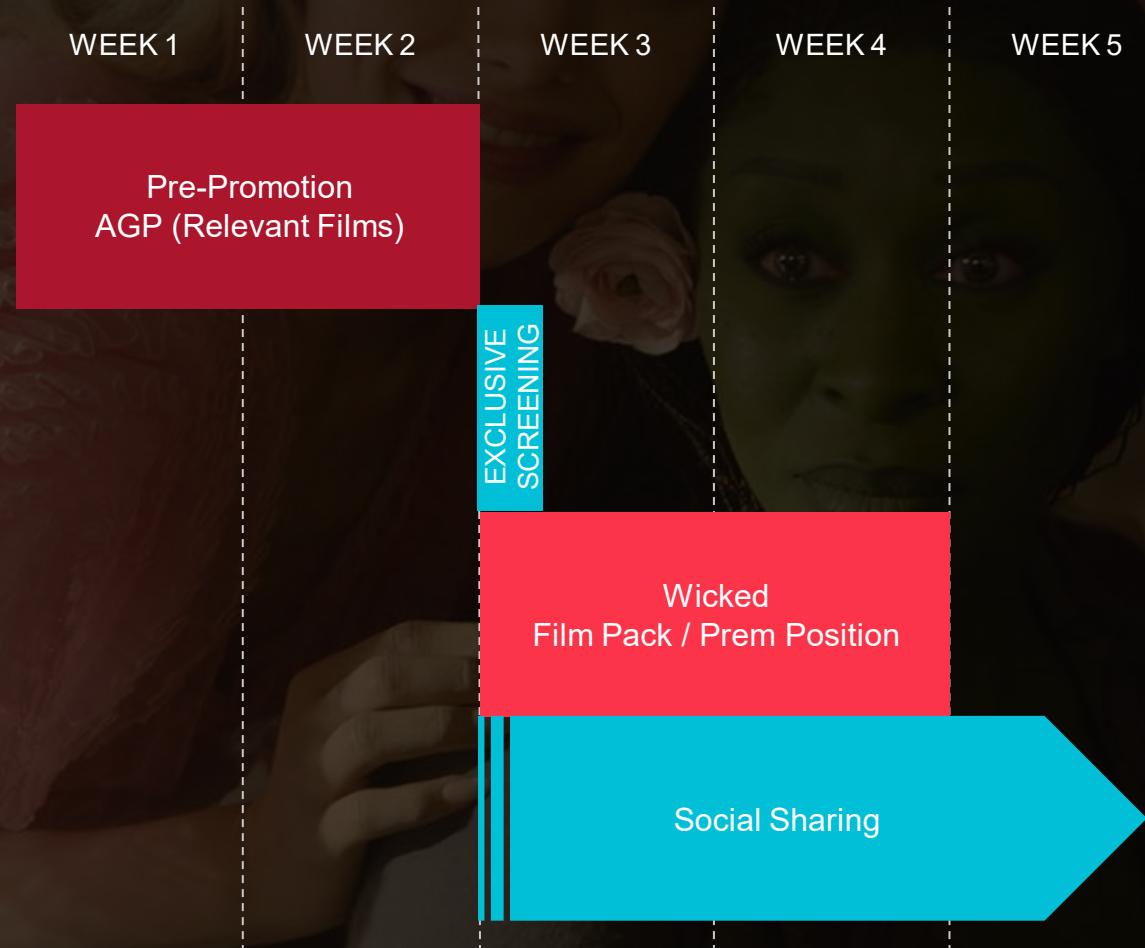 WEEK 1
WEEK 2
WEEK 3
WEEK 4
WEEK 5
Pre-Promotion
AGP (Relevant Films)
EXCLUSIVE
SCREENING
Wicked
Film Pack / Prem Position
Social Sharing